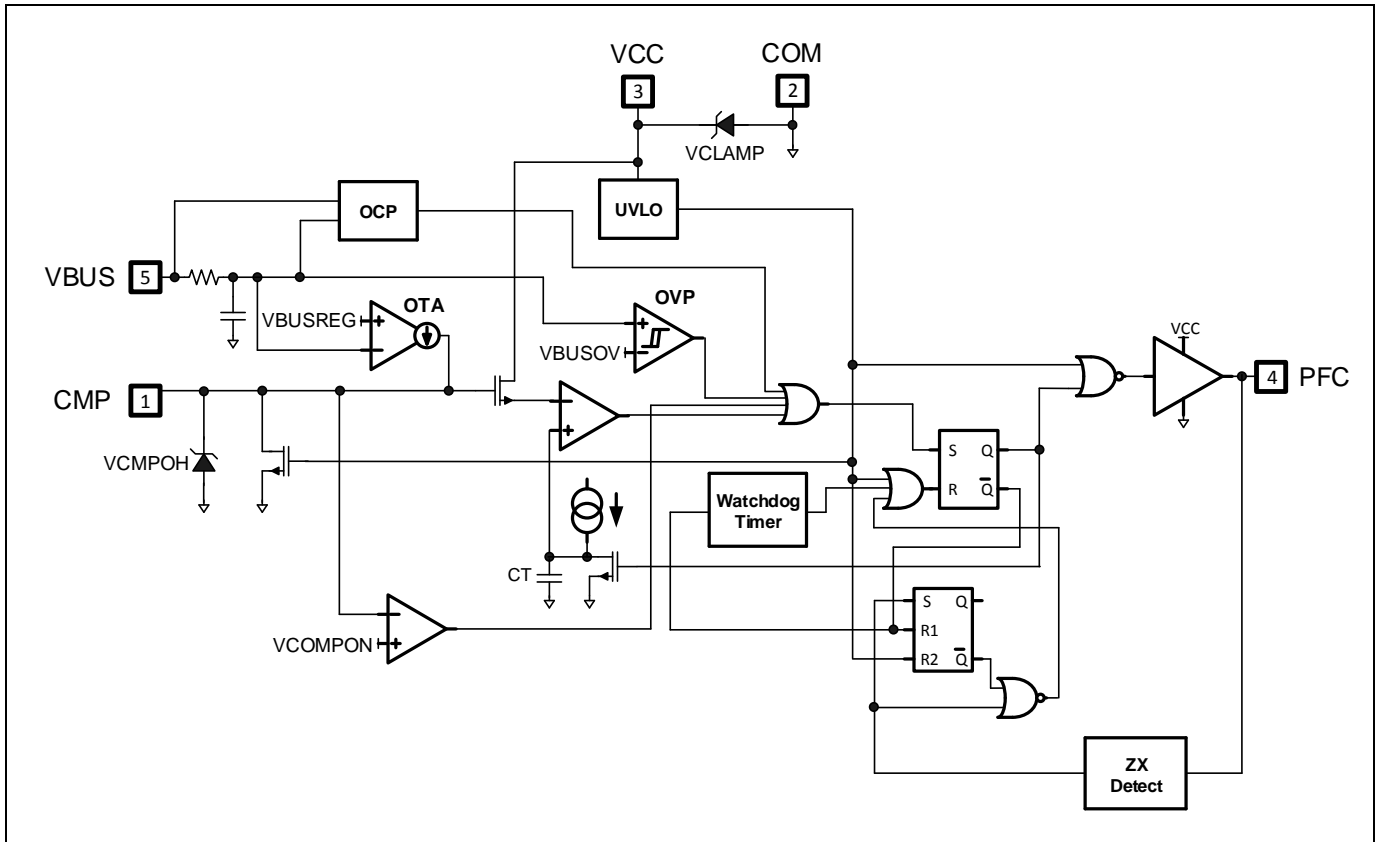 VCC
COM
3
2
VCLAMP
OCP
UVLO
VBUS
5
OTA
OVP
VBUSREG
VBUSOV
VCC
4
PFC
CMP
1
VCMPOH
S
Q
R
Q
Watchdog
Timer
CT
S
Q
R1
R2
Q
VCOMPON
ZX
Detect